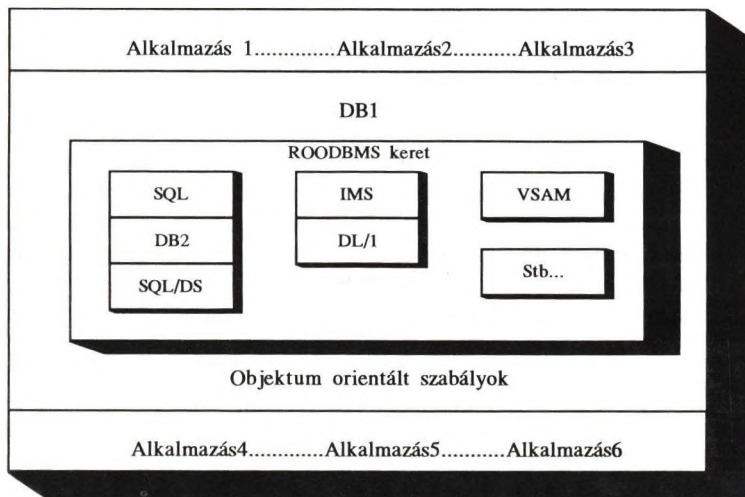 Alkalmazás 1.............Alkalmazás2...........Alkalmazás3
DB1
ROODBMS keret
SQL
IMS
VSAM
DB2
DL/1
Stb...
SQL/DS
Objektum orientált szabályok
Alkalmazás4............Alkalmazás5...........Alkalmazás6